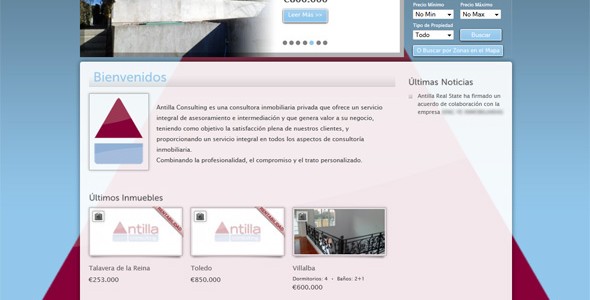 €800.000
Leer Mas >>
Precio Mínimo
Precio Máximo
No Min
No Max
Tipo de Propiedad
Todo
Buscar
O Buscar por Zonas en el Mapa
Bienvenidos
Antilla Consulting es una consultora inmobiliaria privada que ofrece un servicio
integral de asesoramiento e intermediación y que genera valor a su negocio,
teniendo como objetivo la satisfacción plena de nuestros clientes, y
proporcionando un servicio integral en todos los aspectos de consultoría
inmobiliaria.
Combinando la profesionalidad, el compromiso y el trato personalizado.
Últimas Noticias
Antilla Real State ha firmado un
acuerdo de colaboración con la
empresa
Últimos Inmuebles
Antilla
RENTABILIDAD
Antilla
RENTABILIDAD
Talavera de la Reina
€253.000
Toledo
€850.000
Villalba
Dormitorios: 4 • Baños: 2+1
€600.000